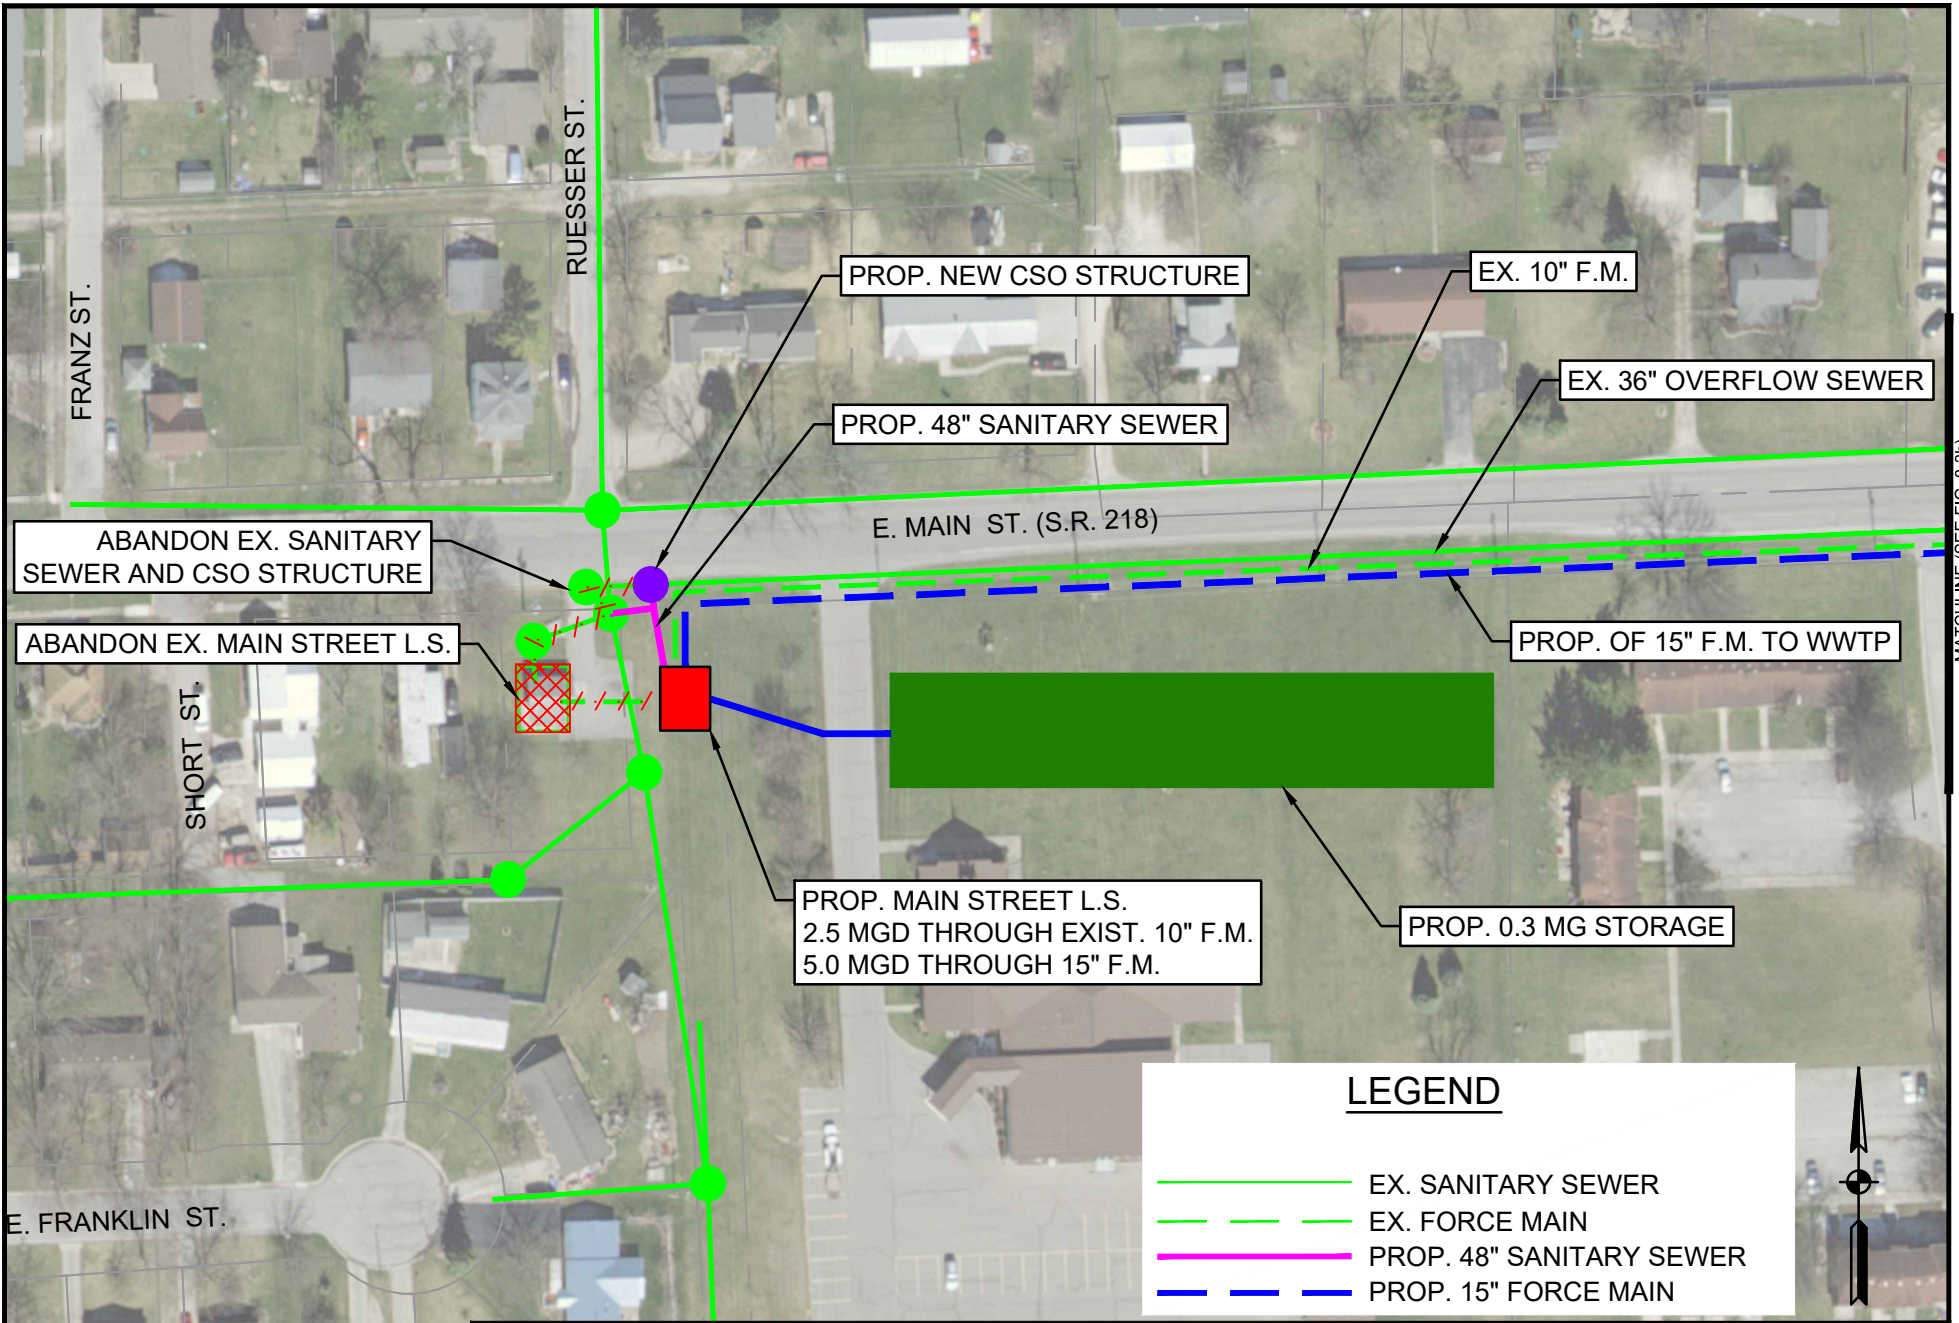 RUESSER ST.
FRANZ ST.
PROP. NEW CSO STRUCTURE
EX. 10" F.M.
EX. 36" OVERFLOW SEWER
PROP. 48" SANITARY SEWER
E. MAIN ST. (S.R. 218)
ABANDON EX. SANITARY
SEWER AND CSO STRUCTURE
ABANDON EX. MAIN STREET L.S.
PROP. OF 15" F.M. TO WWTP
SHORT ST.
PROP. MAIN STREET L.S.
2.5 MGD THROUGH EXIST. 10" F.M.
5.0 MGD THROUGH 15" F.M.
PROP. 0.3 MG STORAGE
E. FRANKLIN ST.
LEGEND
EX. SANITARY SEWER
EX. FORCE MAIN
PROP. 48" SANITARY SEWER
PROP. 15" FORCE MAIN